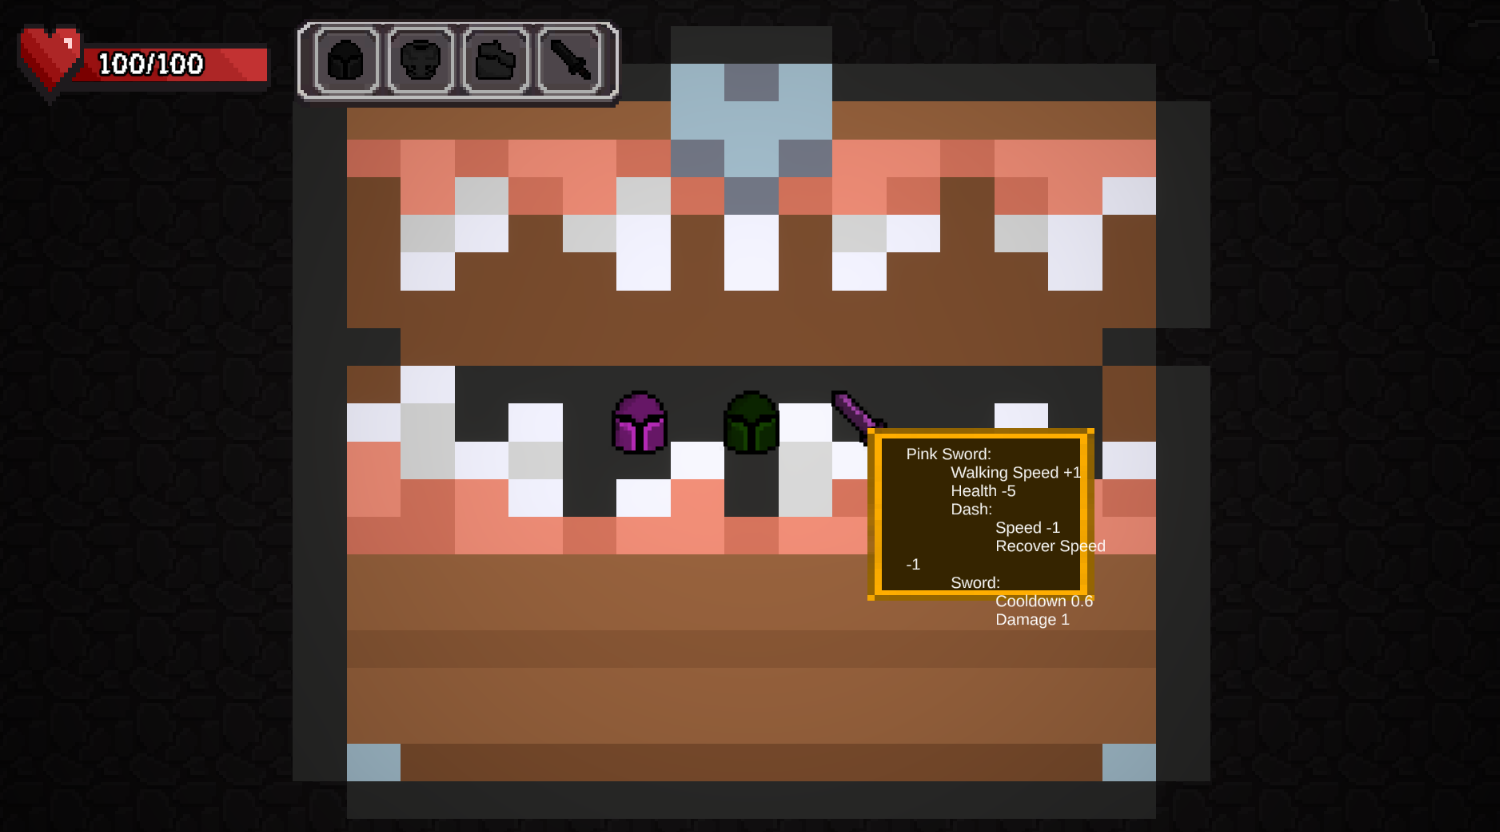 100/100
Pink Sword:
Walking Speed +1
Health -5
Dash:
Speed -1
Recover Speed
-1
Sword:
Cooldown 0.6
Damage 1